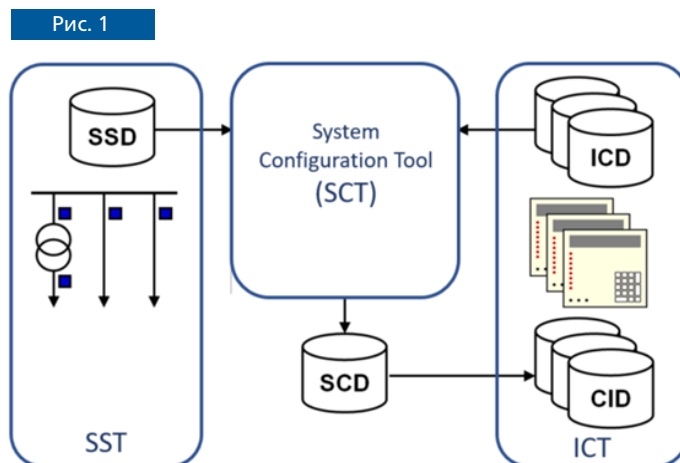 Рис. 1
SSD
System
Configuration Tool
(SCT)
ICD
SCD
CID
SST
ICT